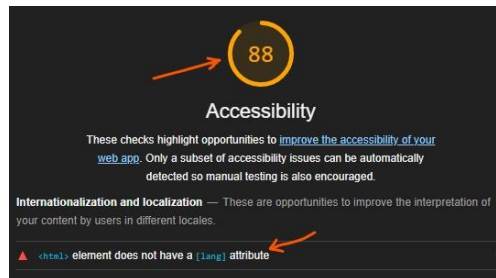 88
Accessibility
These checks highlight opportunities to improve the accessibility of your
web app. Only a subset of accessibility issues can be automatically
detected so manual testing is also encouraged.
Internationalization and localization — These are opportunities to improve the interpretation of
your content by users in different locales.
<html> element does not have a [lang] attribute